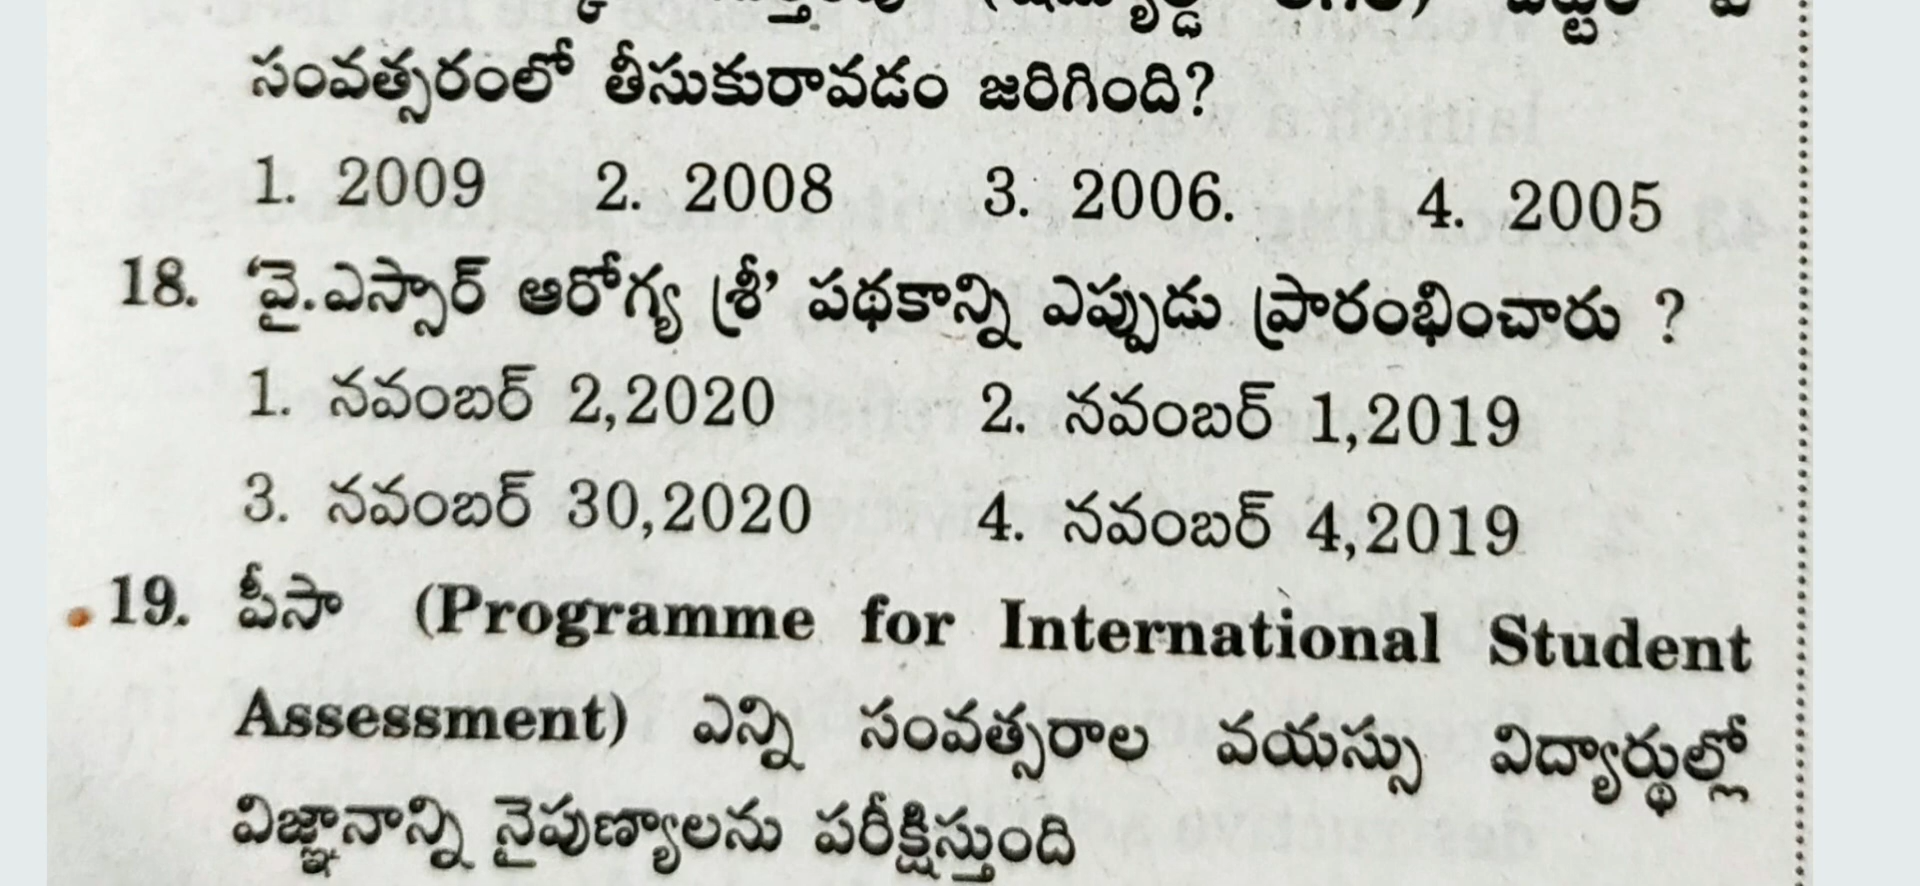 సంవత్సరంలో తీసుకురావడం జరిగింది?
1. 2009 2. 2008 3. 2006. 4. 2005
18. 'వై.ఎస్సార్ ఆరోగ్య శ్రీ' పథకాన్ని ఎప్పుడు ప్రారంభించారు ?
1. నవంబర్ 2,2020 2. నవంబర్ 1,2019
3. నవంబర్ 30,2020 4. నవంబర్ 4,2019
19. పీసా (Programme for International Student
Assessment) ఎన్ని సంవత్సరాల వయస్సు విద్యార్థుల్లో
విజ్ఞానాన్ని నైపుణ్యాలను పరీక్షిస్తుంది